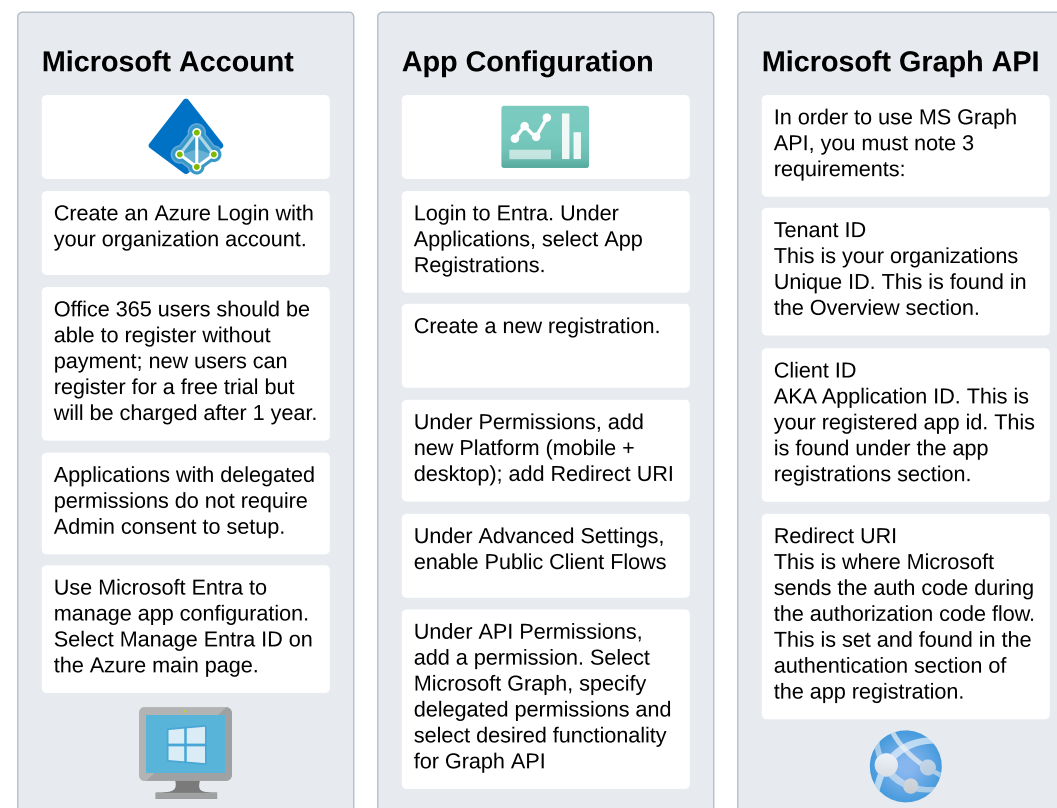 Microsoft Account
Create an Azure Login with
your organization account.
Office 365 users should be
able to register without
payment; new users can
register for a free trial but
will be charged after 1 year.
Applications with delegated
permissions do not require
Admin consent to setup.
Use Microsoft Entra to
manage app configuration.
Select Manage Entra ID on
the Azure main page.
App Configuration
Login to Entra. Under
Applications, select App
Registrations.
Create a new registration.
Under Permissions, add
new Platform (mobile +
desktop); add Redirect URI
Under Advanced Settings,
enable Public Client Flows
Under API Permissions,
add a permission. Select
Microsoft Graph, specify
delegated permissions and
select desired functionality
for Graph API
Microsoft Graph API
In order to use MS Graph
API, you must note 3
requirements:
Tenant ID
This is your organizations
Unique ID. This is found in
the Overview section.
Client ID
AKA Application ID. This is
your registered app id. This
is found under the app
registrations section.
Redirect URI
This is where Microsoft
sends the auth code during
the authorization code flow.
This is set and found in the
authentication section of
the app registration.